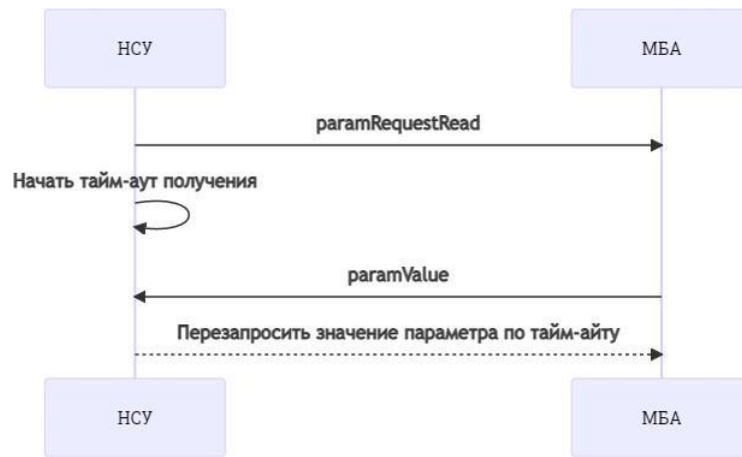 НСУ
МБА
paramRequestRead
Начать тайм-аут получения
paramValue
Перезапросить значение параметра по тайм-айту
НСУ
МБА